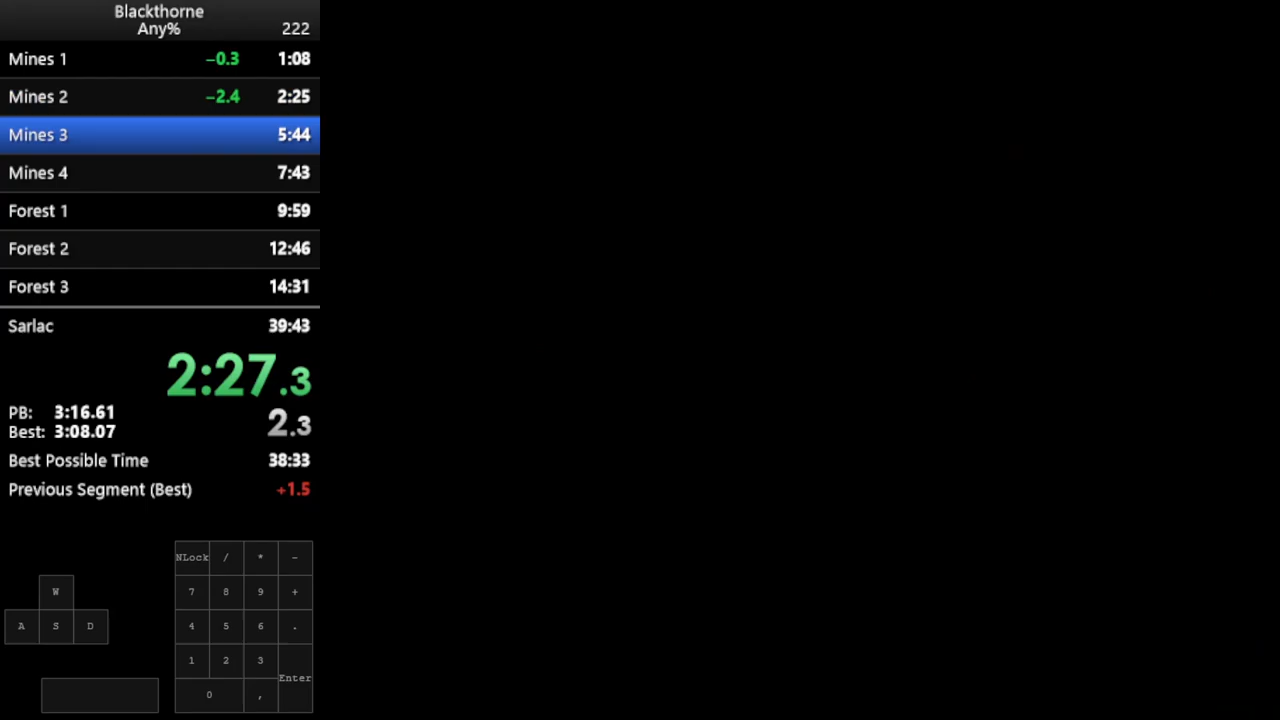 Blackthorne
Any%
222
Mines 1 −0.3 1:08
Mines 2 −2.4 2:25
Mines 3 5:44
Mines 4 7:43
Forest 1 9:59
Forest 2 12:46
Forest 3 14:31
Sarlac 39:43
2:27.3
PB: 3:16.61
2.3
Best: 3:08.07
Best Possible Time 38:33
Previous Segment (Best) +1.5
NLock / * -
7 8 9 +
W
4 5 6 .
A S D
1 2 3
Enter
0 ,